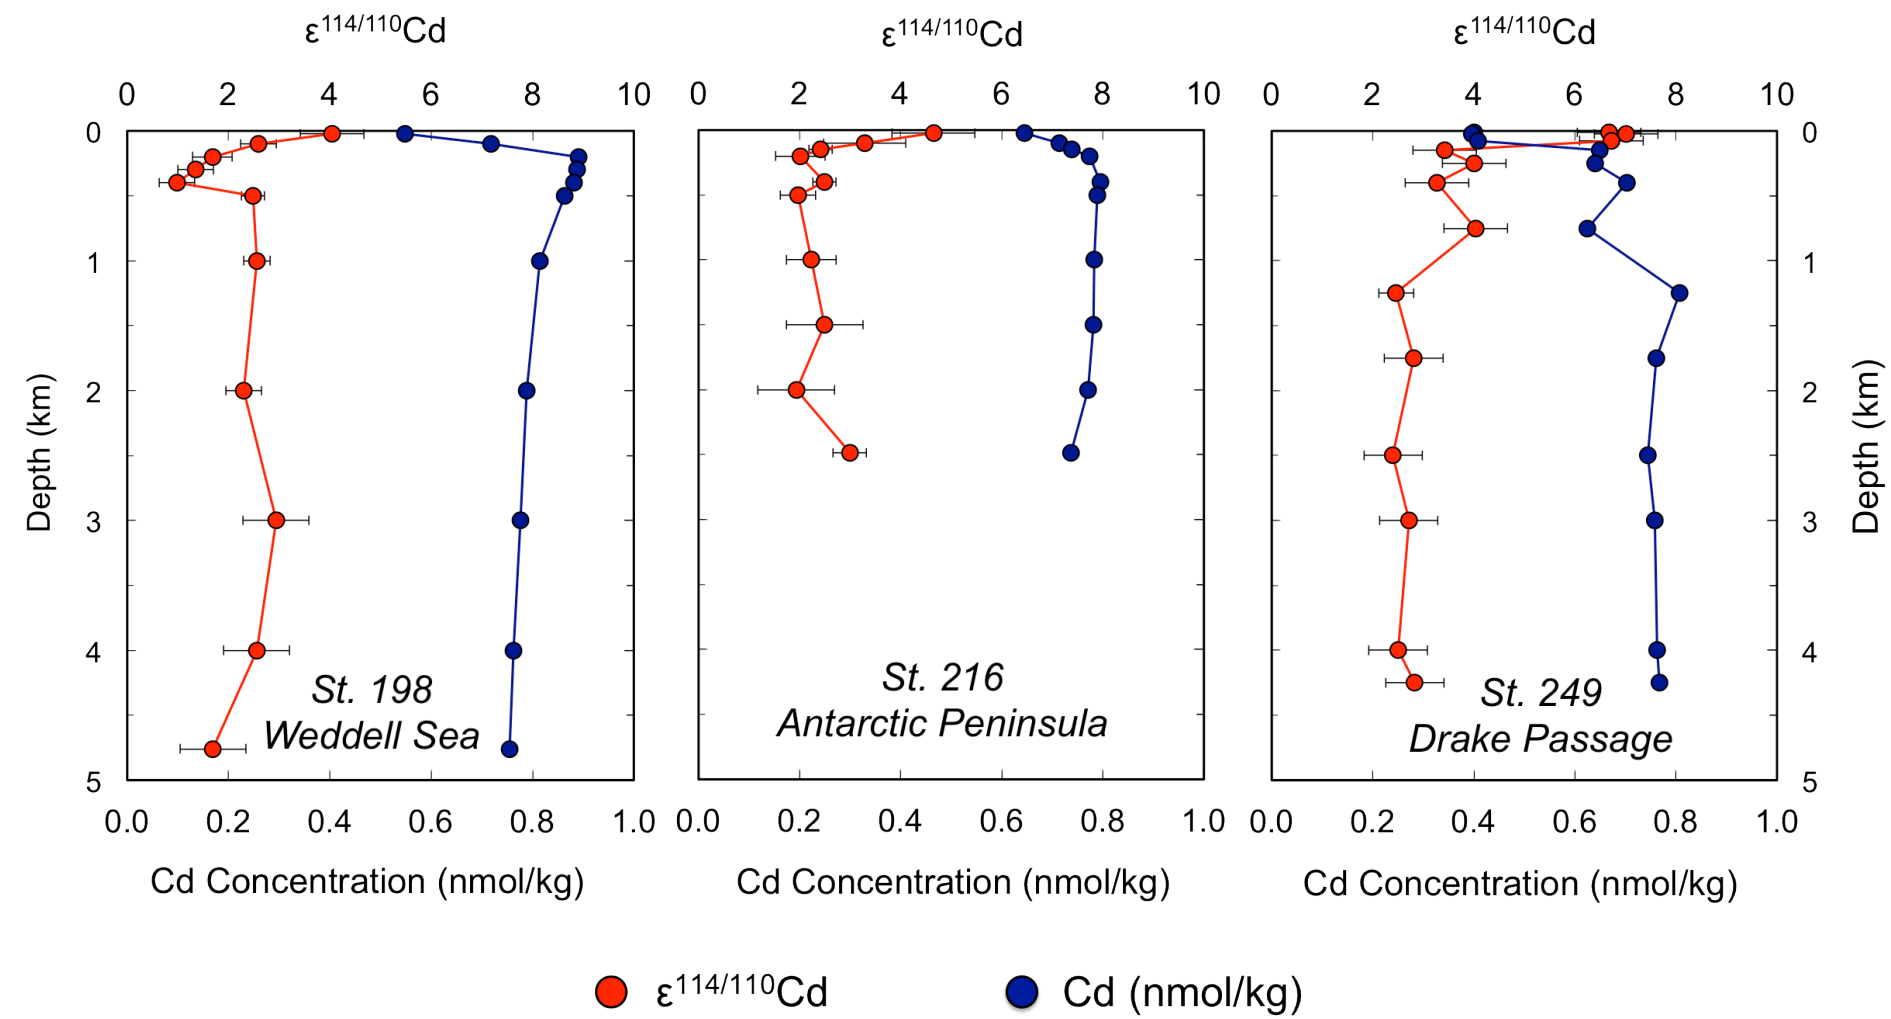 ε114/110Cd ε114/110Cd ε114/110Cd
0 2 4 6 8 10 0 2 4 6 8 10 0 2 4 6 8 10
0 0
1 1
2 2
Depth (km) Depth (km)
3 3
4 4
St. 198 St. 216 St. 249
Weddell Sea Antarctic Peninsula Drake Passage
5 5
0.0 0.2 0.4 0.6 0.8 1.0 0.0 0.2 0.4 0.6 0.8 1.0 0.0 0.2 0.4 0.6 0.8 1.0
Cd Concentration (nmol/kg) Cd Concentration (nmol/kg) Cd Concentration (nmol/kg)
ε114/110Cd Cd (nmol/kg)